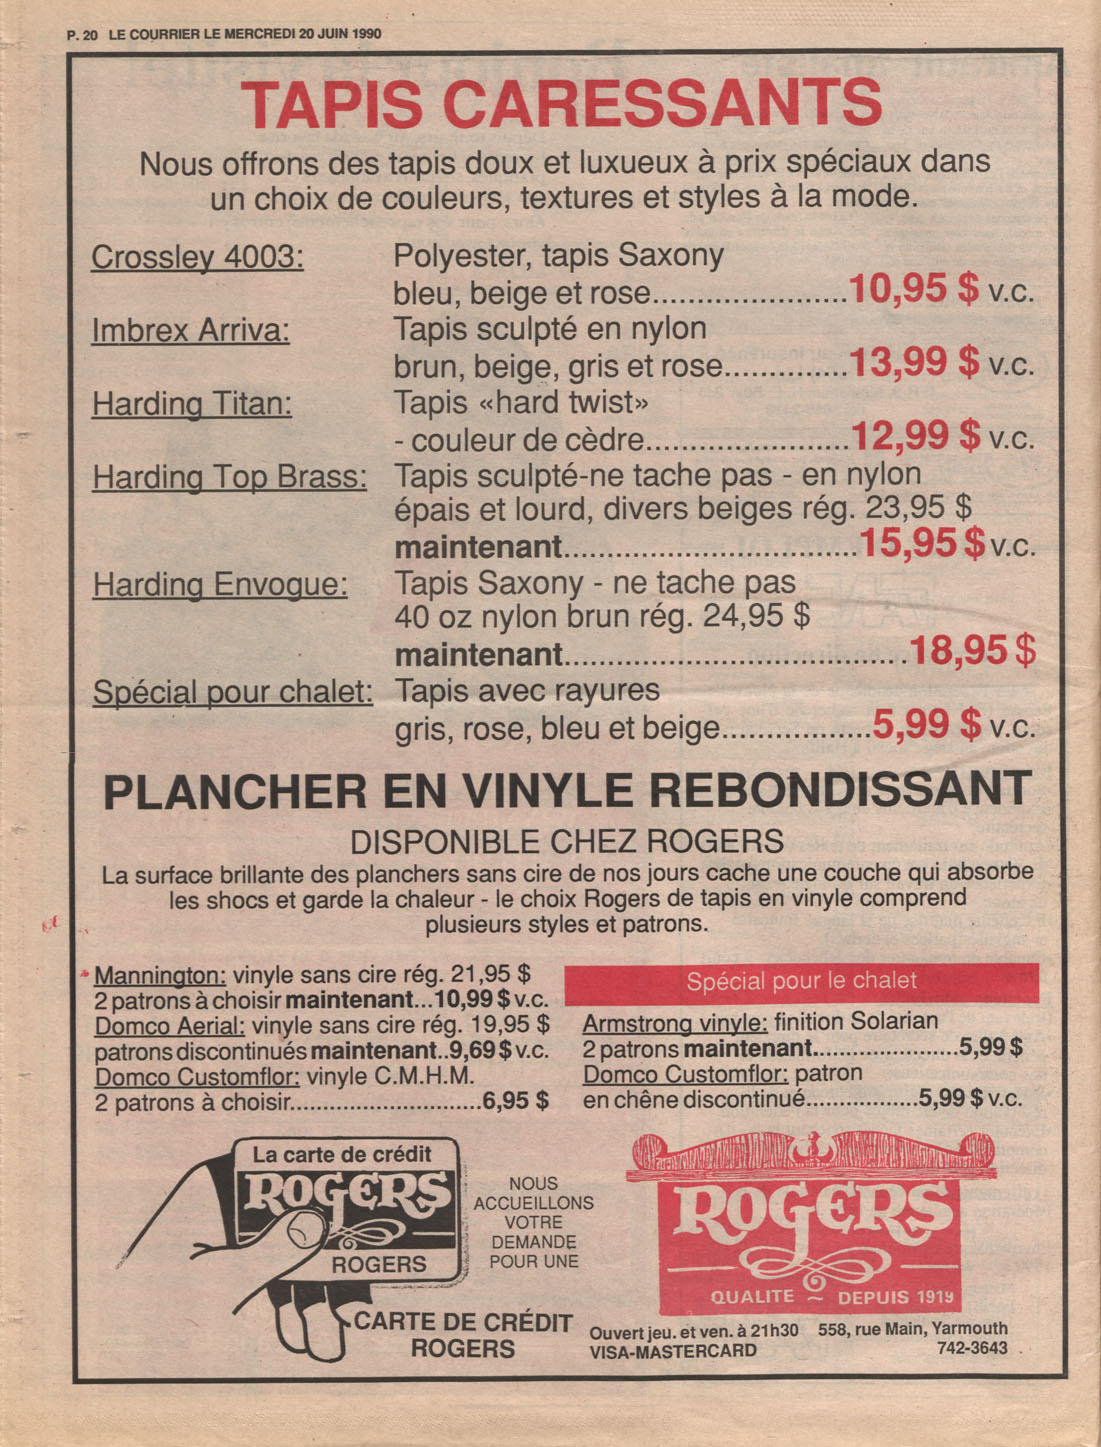 P. 20 LE COURRIER LE MERCREDI 20 JUIN 1990
TAPIS CARESSANTS
Nous offrons des tapis doux et luxueux à prix spéciaux dans
un choix de couleurs, textures et styles à la mode.
Crossley 4003: Polyester, tapis Saxony
bleu, beige et rose......................10,95 $ v.c.
Imbrex Arriva: Tapis sculpté en nylon
brun, beige, gris et rose..............13,99 $ v.c.
Harding Titan: Tapis «hard twist»
- couleur de cèdre.......................12,99 $ v.c.
Harding Top Brass: Tapis sculpté-ne tache pas - en nylon
épais et lourd, divers beiges rég. 23,95 $
maintenant.................................15,95 $ v.c.
Harding Envogue: Tapis Saxony - ne tache pas
40 oz nylon brun rég. 24,95 $
maintenant.......................................18,95 $
Spécial pour chalet: Tapis avec rayures
gris, rose, bleu et beige.................5,99 $ v.c.
PLANCHER EN VINYLE REBONDISSANT
DISPONIBLE CHEZ ROGERS
La surface brillante des planchers sans cire de nos jours cache une couche qui absorbe
les shocs et garde la chaleur - le choix Rogers de tapis en vinyle comprend
plusieurs styles et patrons.
Mannington: vinyle sans cire rég. 21,95 $
2 patrons à choisir maintenant...10,99 $ v.c.
Domco Aerial: vinyle sans cire rég. 19,95 $
patrons discontinués maintenant..9,69 $ v.c.
Domco Customflor: vinyle C.M.H.M.
2 patrons à choisir............................6,95 $
Spécial pour le chalet
Armstrong vinyle: finition Solarian
2 patrons maintenant.....................5,99 $
Domco Customflor: patron
en chêne discontinué................5,99 $ v.c.
La carte de crédit
ROGERS
ROGERS
NOUS
ACCUEILLONS
VOTRE
DEMANDE
POUR UNE
CARTE DE CRÉDIT
ROGERS
ROGERS
QUALITE ~ DEPUIS 1919
Ouvert jeu. et ven. à 21h30 558, rue Main, Yarmouth
VISA-MASTERCARD 742-3643